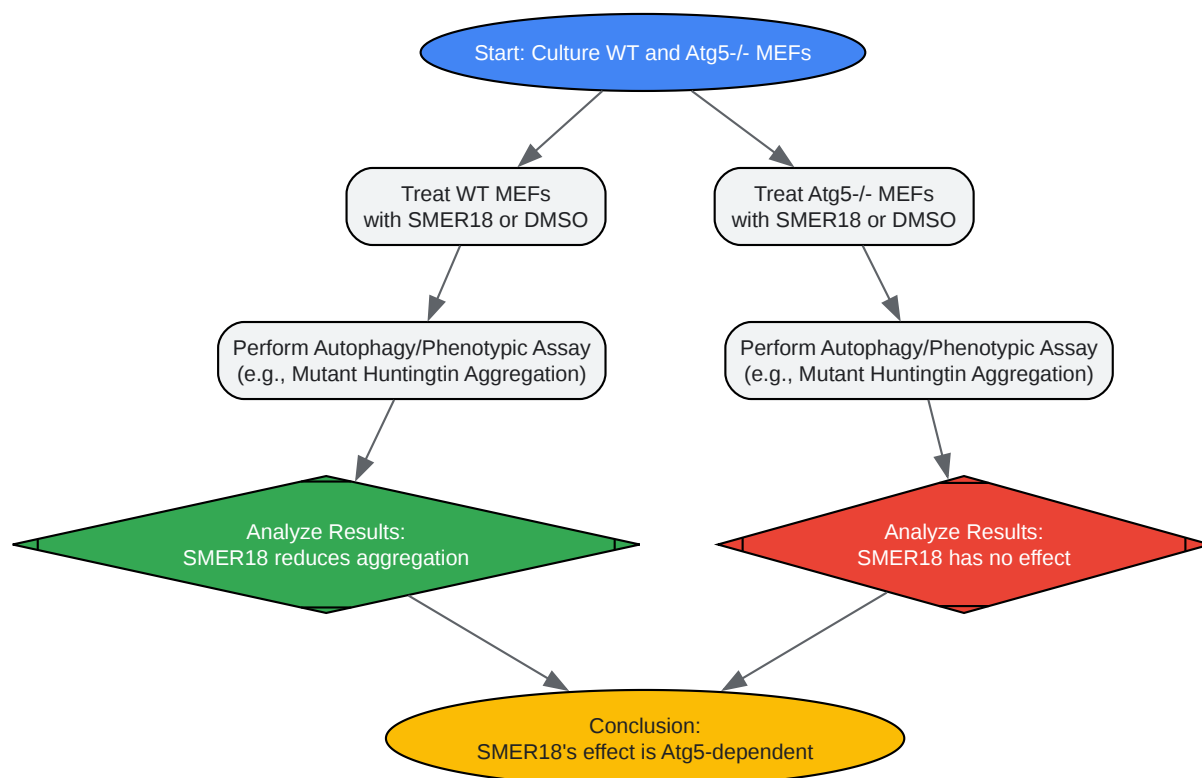 Start: Culture WT and Atg5-/- MEFs
Treat WT MEFs
with SMER18 or DMSO
Treat Atg5-/- MEFs
with SMER18 or DMSO
Perform Autophagy/Phenotypic Assay
(e.g., Mutant Huntingtin Aggregation)
Perform Autophagy/Phenotypic Assay
(e.g., Mutant Huntingtin Aggregation)
Analyze Results:
SMER18 reduces aggregation
Analyze Results:
SMER18 has no effect
Conclusion:
SMER18's effect is Atg5-dependent